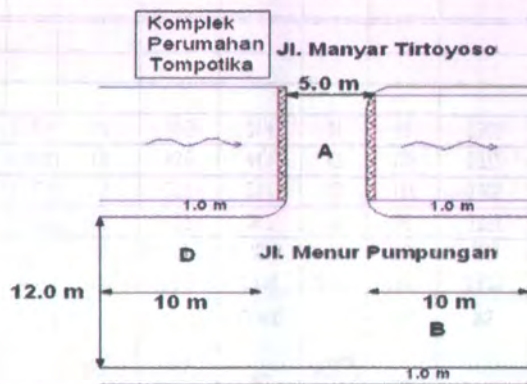 Komplek
Perumahan
Tompotika
Jl. Manyar Tirtoyoso
5.0 m
A
1.0 m
1.0 m
D
Jl. Menur Pumpungan
12.0 m
10 m
10 m
B
1.0 m